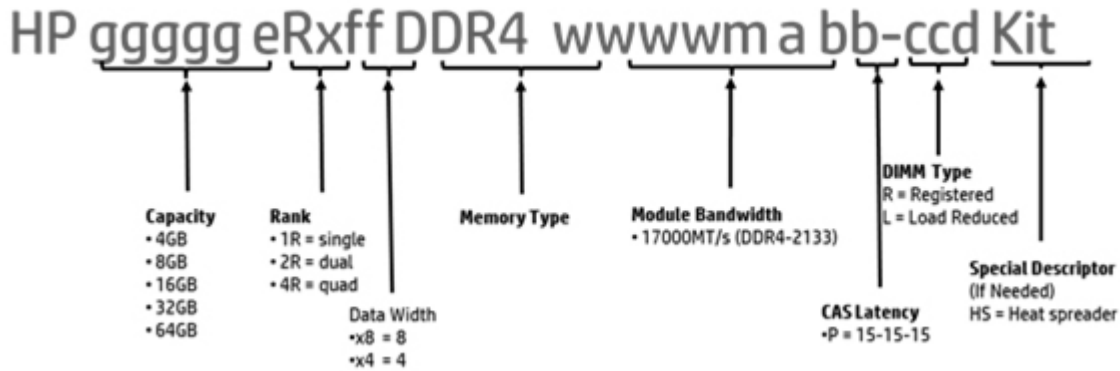 HP ggggg eRxff DDR4 wwwwm a bb-ccd Kit
Capacity
• 4GB
• 8GB
• 16GB
• 32GB
• 64GB
Rank
• 1R = single
• 2R = dual
• 4R = quad
Data Width
•x8 = 8
•x4 = 4
Memory Type
Module Bandwidth
• 17000MT/s (DDR4-2133)
CAS Latency
•P = 15-15-15
DIMM Type
R = Registered
L = Load Reduced
Special Descriptor
(If Needed)
HS = Heat spreader